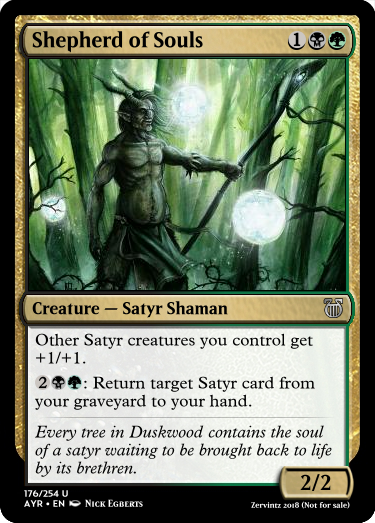 Shepherd of Souls 1
Creature — Satyr Shaman
Other Satyr creatures you control get
+1/+1.
2: Return target Satyr card from
your graveyard to your hand.
Every tree in Duskwood contains the soul
of a satyr waiting to be brought back to life
by its brethren.
2/2
176/254 U
AYR • EN Nick Egberts
Zervintz 2018 (Not for sale)